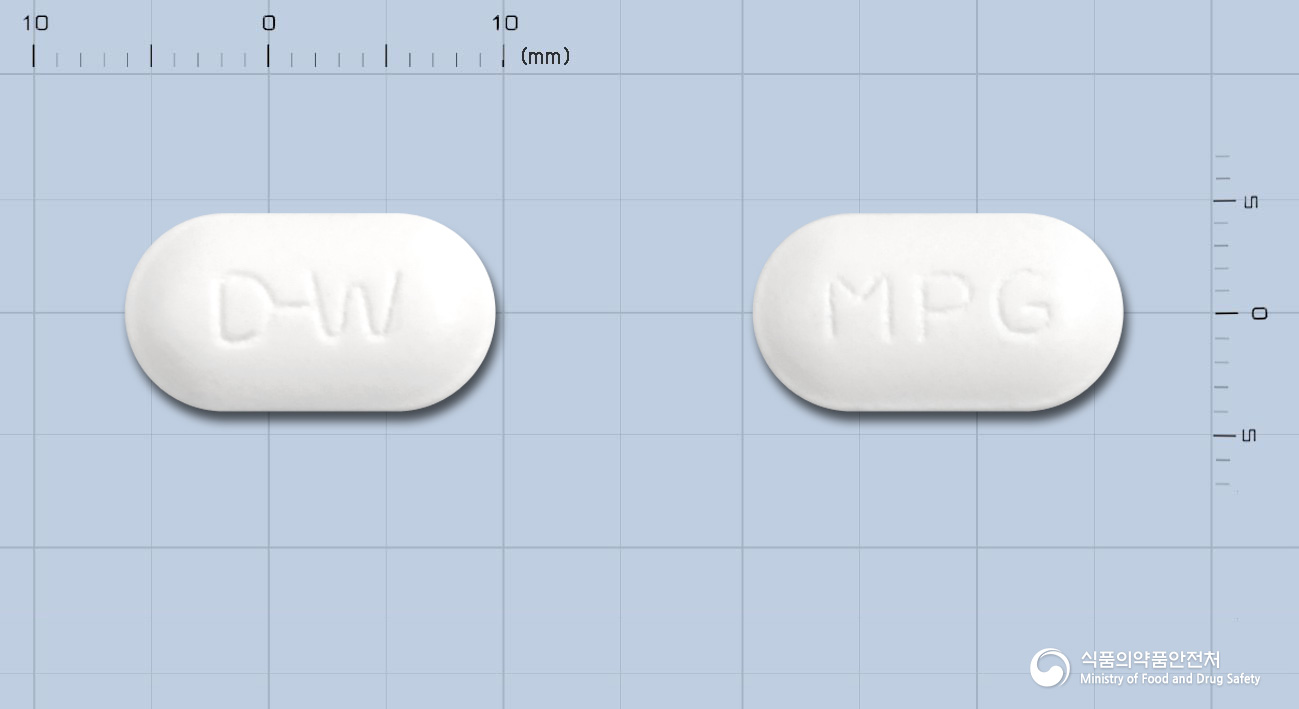 10 0 10
(mm)
D-W
MPG
5
0
5
식품의약품안전처
Ministry of Food and Drug Safety